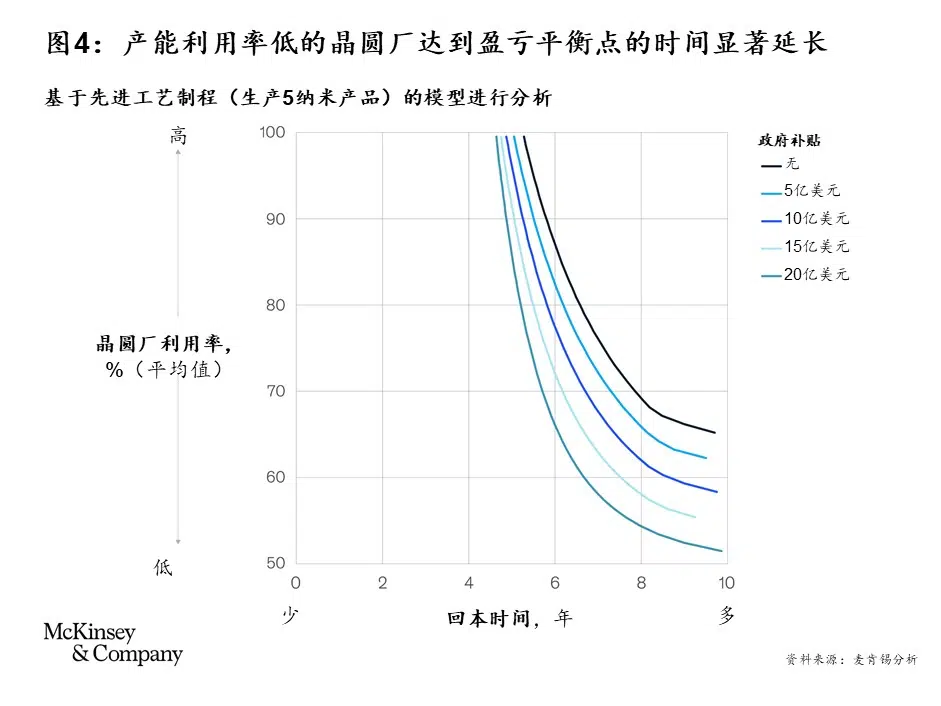 图4：产能利用率低的晶圆厂达到盈亏平衡点的时间显著延长
基于先进工艺制程（生产5纳米产品）的模型进行分析
高
晶圆厂利用率，
%（平均值）
低
100
90
80
70
60
50
0 2 4 6 8 10
少 回本时间，年 多
政府补贴
无
5亿美元
10亿美元
15亿美元
20亿美元
McKinsey
& Company
资料来源：麦肯锡分析